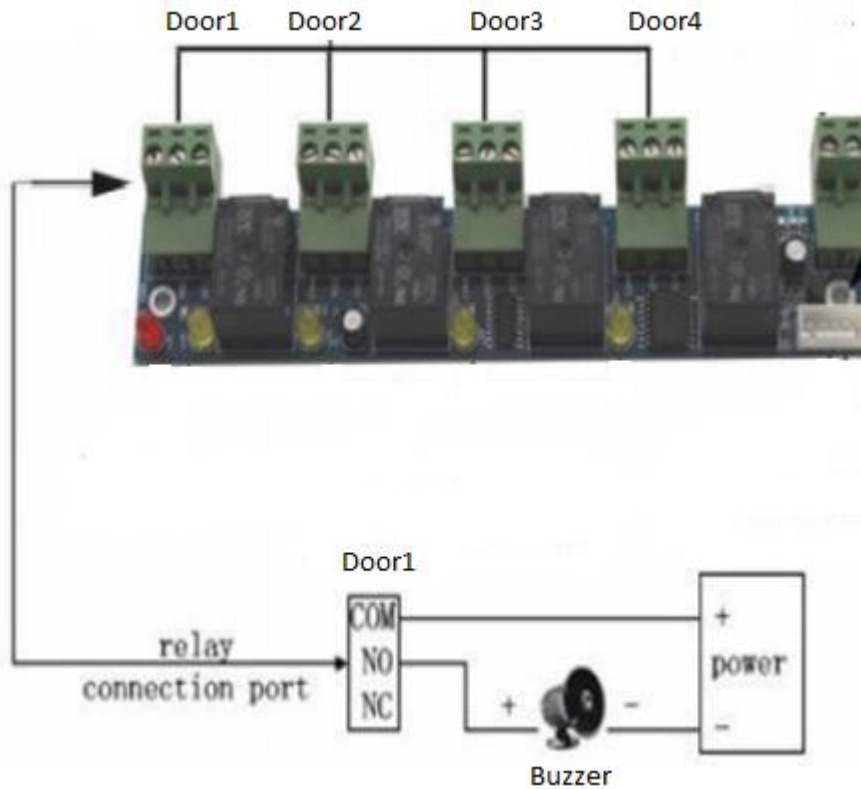 Door1 Door2 Door3 Door4
Door1
COM
NO
NC
relay
connection port
+
power
-
+ -
Buzzer